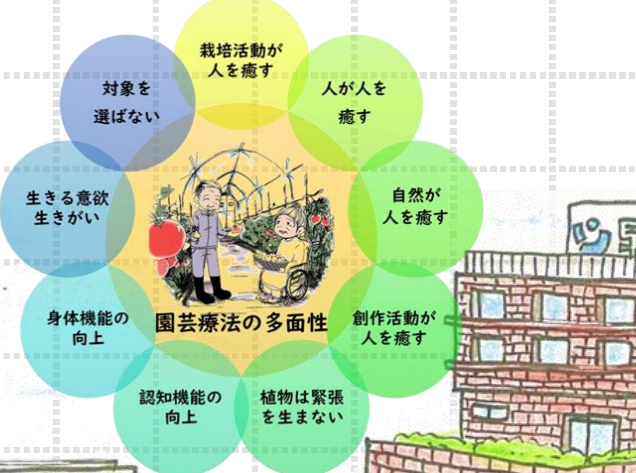 栽培活動が
人を癒す
人が人を
癒す
自然が
人を癒す
創作活動が
人を癒す
植物は緊張
を生まない
認知機能の
向上
身体機能の
向上
生きる意欲
生きがい
対象を
選ばない
園芸療法の多面性